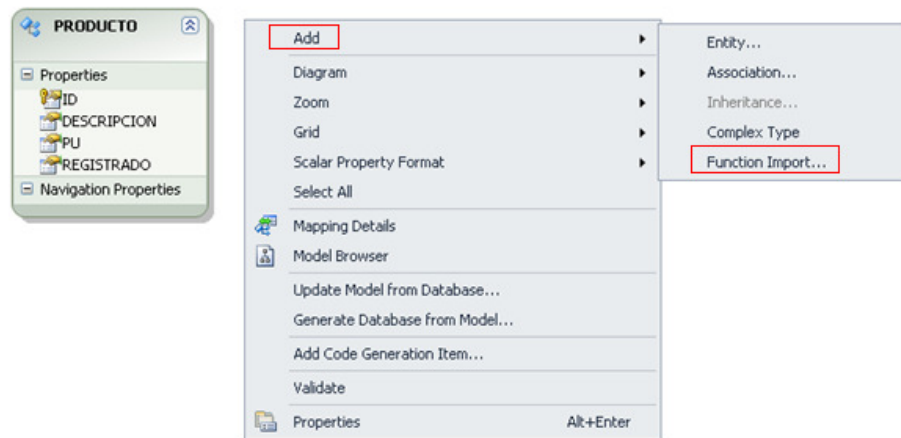 PRODUCTO
Properties
ID
DESCRIPCION
PU
REGISTRADO
Navigation Properties
Add
Diagram
Zoom
Grid
Scalar Property Format
Select All
Mapping Details
Model Browser
Update Model from Database...
Generate Database from Model...
Add Code Generation Item...
Validate
Properties Alt+Enter
Entity...
Association...
Inheritance...
Complex Type
Function Import...